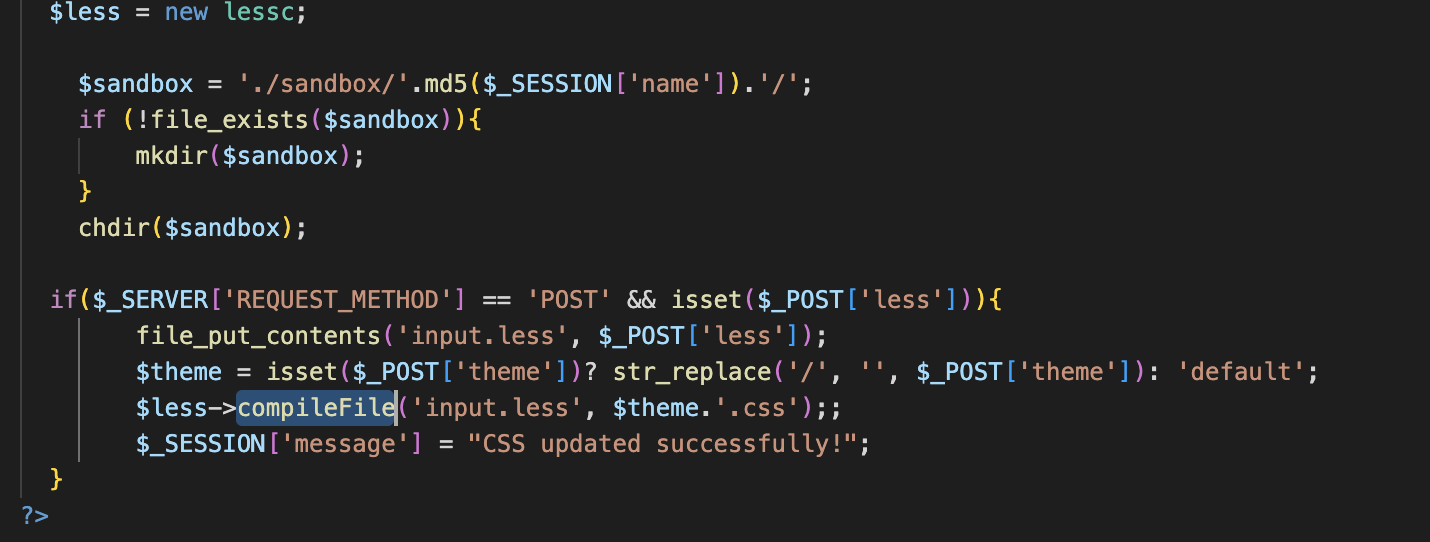 $less = new lessc;
$sandbox = './sandbox/'.md5($_SESSION['name']).'/';
if (!file_exists($sandbox)){
mkdir($sandbox);
}
chdir($sandbox);
if($_SERVER['REQUEST_METHOD'] == 'POST' && isset($_POST['less'])){
file_put_contents('input.less', $_POST['less']);
$theme = isset($_POST['theme'])? str_replace('/', '', $_POST['theme']): 'default';
$less->compileFile('input.less', $theme.'.css');;
$_SESSION['message'] = "CSS updated successfully!";
}
?>